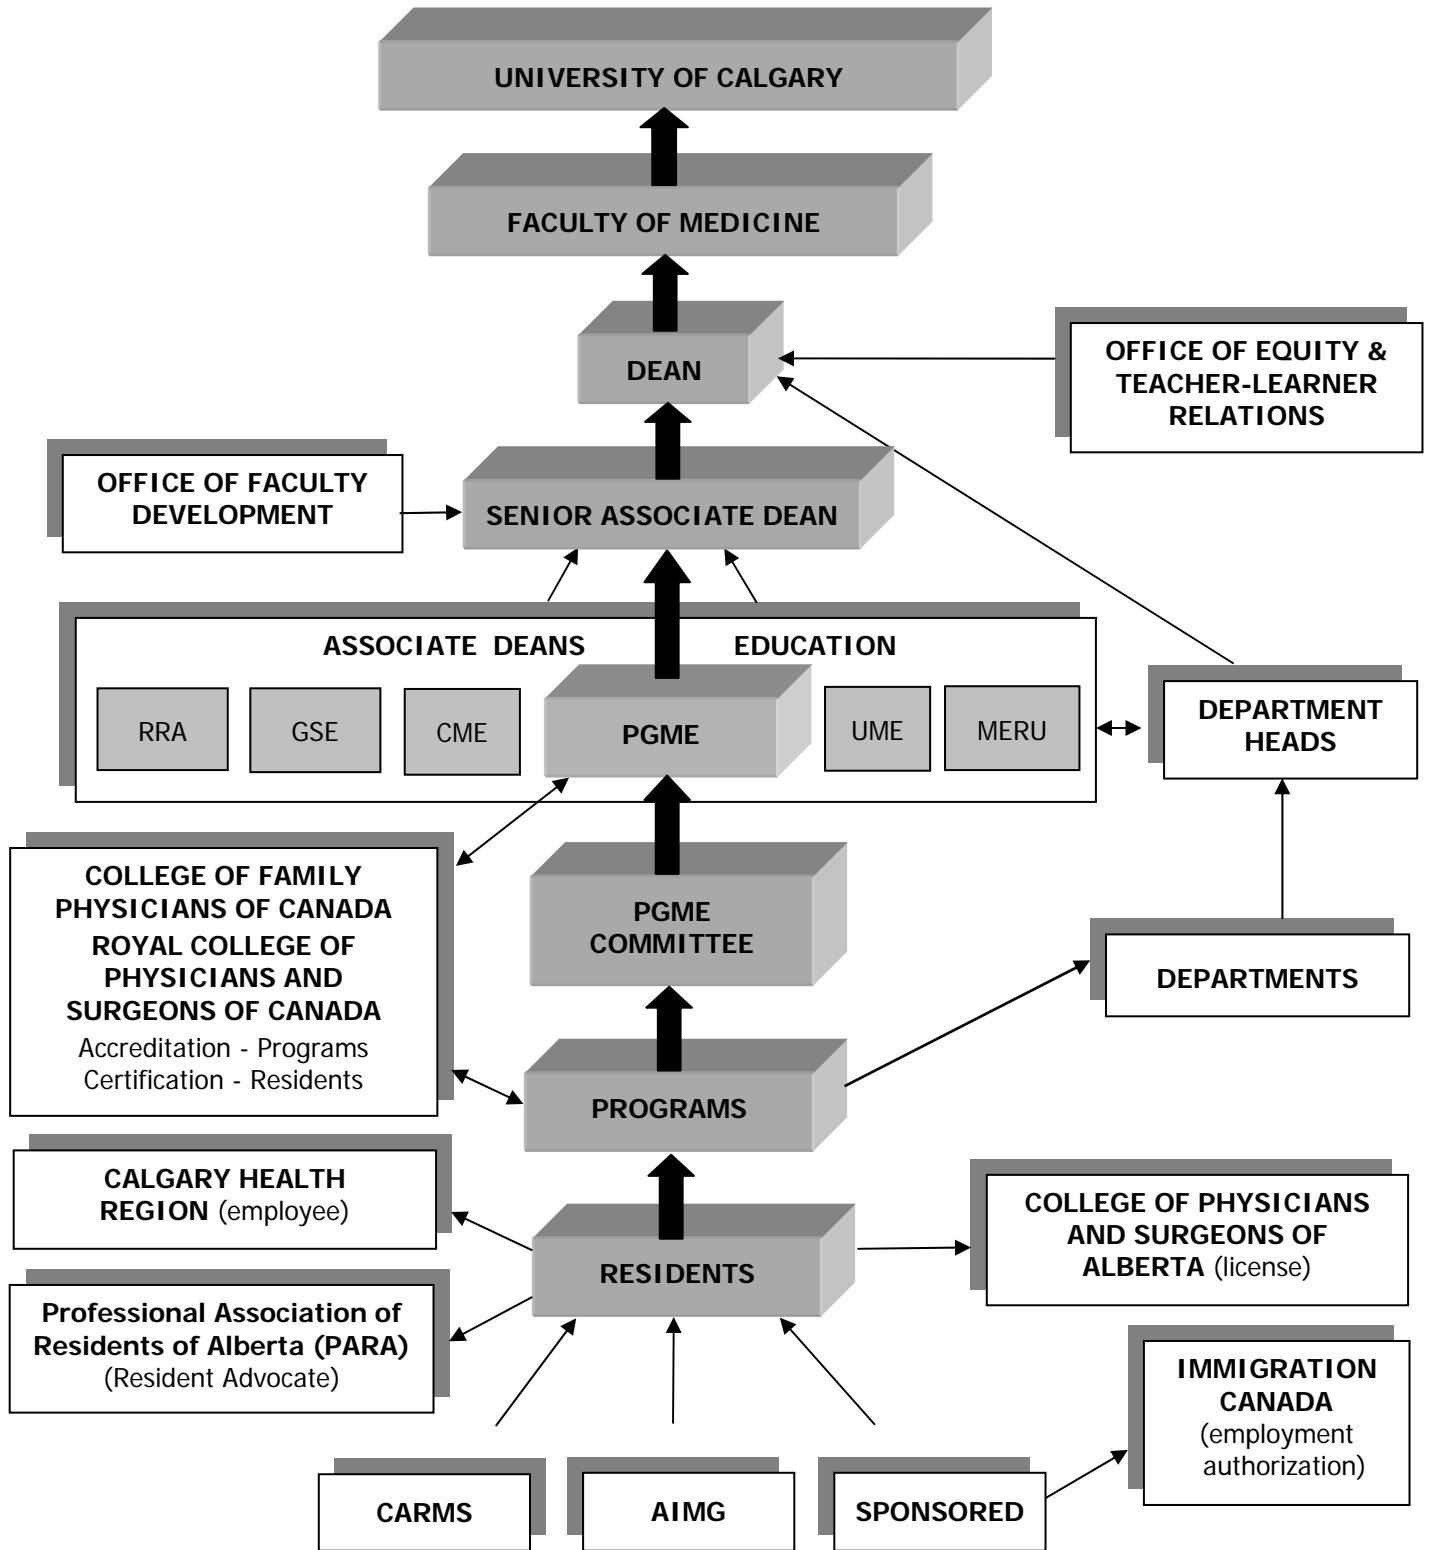 UNIVERSITY OF CALGARY
FACULTY OF MEDICINE
DEAN
OFFICE OF EQUITY &
TEACHER-LEARNER
RELATIONS
OFFICE OF FACULTY
DEVELOPMENT
SENIOR ASSOCIATE DEAN
ASSOCIATE DEANS EDUCATION
RRA
GSE
CME
PGME
UME
MERU
DEPARTMENT
HEADS
COLLEGE OF FAMILY
PHYSICIANS OF CANADA
ROYAL COLLEGE OF
PHYSICIANS AND
SURGEONS OF CANADA
Accreditation - Programs
Certification - Residents
PGME
COMMITTEE
DEPARTMENTS
PROGRAMS
CALGARY HEALTH
REGION (employee)
RESIDENTS
COLLEGE OF PHYSICIANS
AND SURGEONS OF
ALBERTA (license)
Professional Association of
Residents of Alberta (PARA)
(Resident Advocate)
IMMIGRATION
CANADA
(employment
authorization)
CARMS
AIMG
SPONSORED